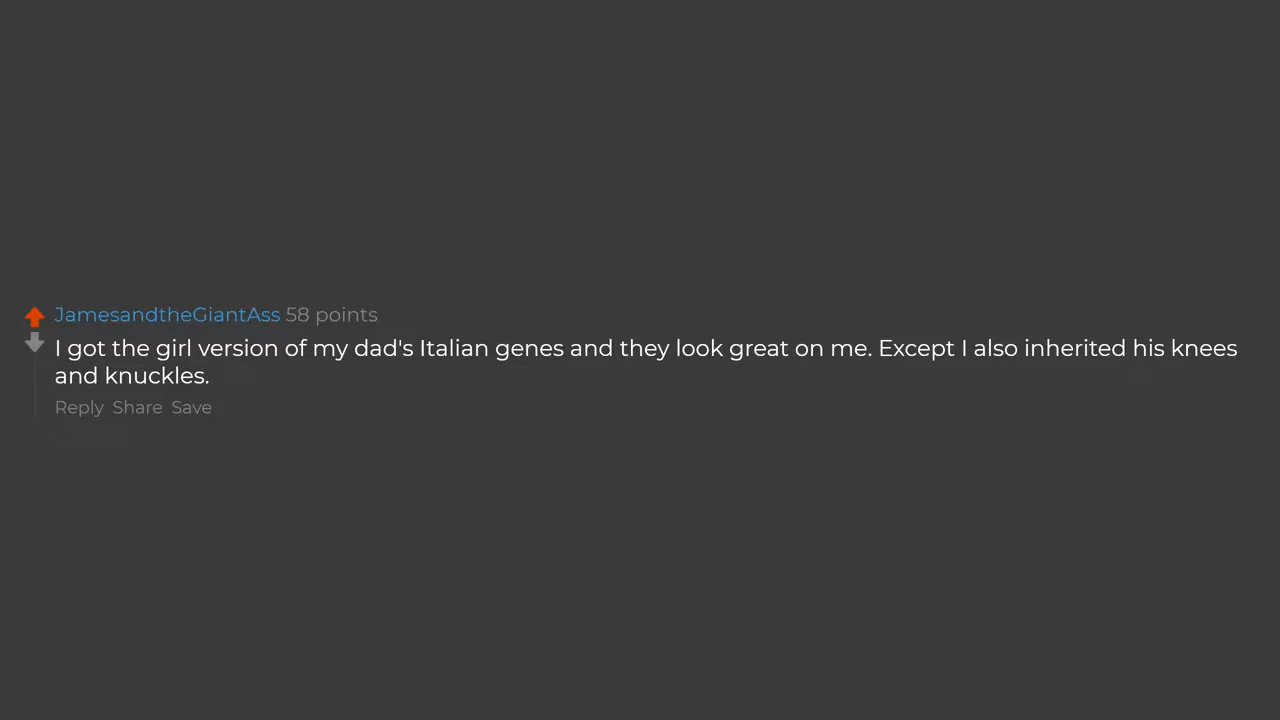 JamesandtheGiantAss 58 points
I got the girl version of my dad's Italian genes and they look great on me. Except I also inherited his knees
and knuckles.
Reply Share Save